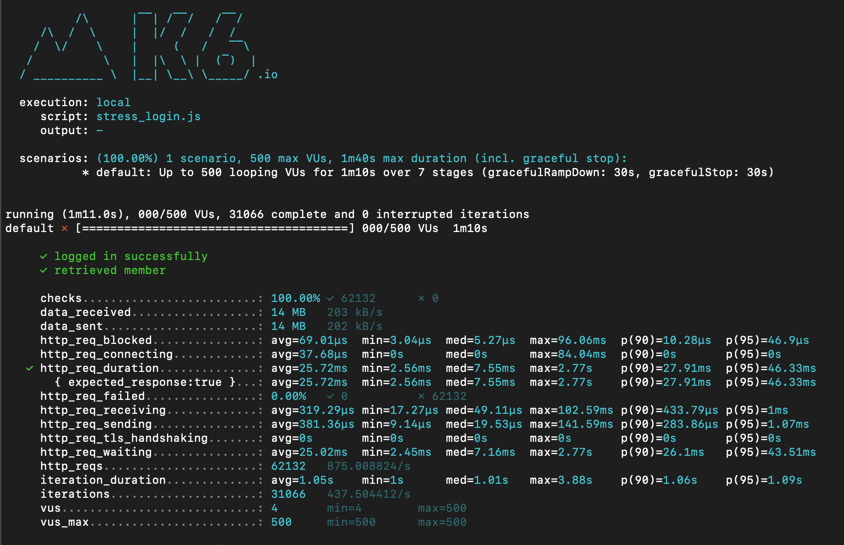 K6 .io
execution: local
script: stress_login.js
output: -
scenarios: (100.00%) 1 scenario, 500 max VUs, 1m40s max duration (incl. graceful stop):
* default: Up to 500 looping VUs for 1m10s over 7 stages (gracefulRampDown: 30s, gracefulStop: 30s)
running (1m11.0s), 000/500 VUs, 31066 complete and 0 interrupted iterations
default ✗ [======================================] 000/500 VUs  1m10s
✓ logged in successfully
✓ retrieved member
checks.........................: 100.00% ✓ 62132      ✗ 0
data_received..................: 14 MB   203 kB/s
data_sent......................: 14 MB   202 kB/s
http_req_blocked...............: avg=69.01µs  min=3.04µs  med=5.27µs  max=96.06ms  p(90)=10.28µs  p(95)=46.9µs
http_req_connecting............: avg=37.68µs  min=0s      med=0s      max=84.04ms  p(90)=0s       p(95)=0s
✓ http_req_duration..............: avg=25.72ms  min=2.56ms  med=7.55ms  max=2.77s    p(90)=27.91ms  p(95)=46.33ms
{ expected_response:true }...: avg=25.72ms  min=2.56ms  med=7.55ms  max=2.77s    p(90)=27.91ms  p(95)=46.33ms
http_req_failed................: 0.00%   ✓ 0          ✗ 62132
http_req_receiving.............: avg=319.29µs min=17.27µs med=49.11µs max=102.59ms p(90)=433.79µs p(95)=1ms
http_req_sending...............: avg=381.36µs min=9.14µs  med=19.53µs max=141.59ms p(90)=283.86µs p(95)=1.07ms
http_req_tls_handshaking.......: avg=0s       min=0s      med=0s      max=0s       p(90)=0s       p(95)=0s
http_req_waiting...............: avg=25.02ms  min=2.45ms  med=7.16ms  max=2.77s    p(90)=26.1ms   p(95)=43.51ms
http_reqs......................: 62132   875.008824/s
iteration_duration.............: avg=1.05s    min=1s      med=1.01s   max=3.88s    p(90)=1.06s    p(95)=1.09s
iterations.....................: 31066   437.504412/s
vus............................: 4       min=4        max=500
vus_max........................: 500     min=500      max=500